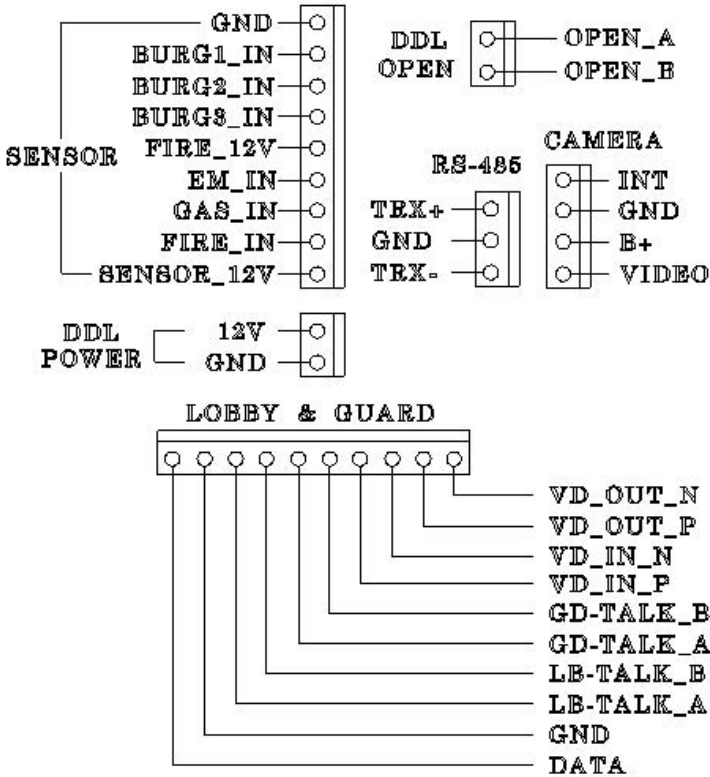 GND
BURG1_IN
BURG2_IN
BURG3_IN
FIRE_12V
SENSOR
EM_IN
GAS_IN
FIRE_IN
SENSOR_12V
DDL
OPEN
OPEN_A
OPEN_B
RS-485
TRX+
GND
TRX-
CAMERA
INT
GND
B+
VIDEO
DDL
POWER
12V
GND
LOBBY & GUARD
VD_OUT_N
VD_OUT_P
VD_IN_N
VD_IN_P
GD-TALK_B
GD-TALK_A
LB-TALK_B
LB-TALK_A
GND
DATA